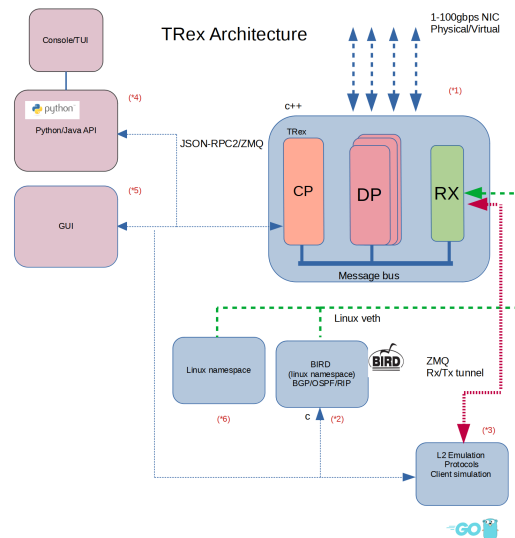 Console/TUI
TRex Architecture
1-100gbps NIC
Physical/Virtual
(*4)
(*1)
python
Python/Java API
c++
TRex
JSON-RPC2/ZMQ
CP
DP
RX
(*5)
GUI
Message bus
Linux veth
Linux namespace
BIRD
(linux namespace)
BGP/OSPF/RIP
BIRD
ZMQ
Rx/Tx tunnel
(*6)
c
(*2)
(*3)
L2 Emulation
Protocols
Client simulation
GO